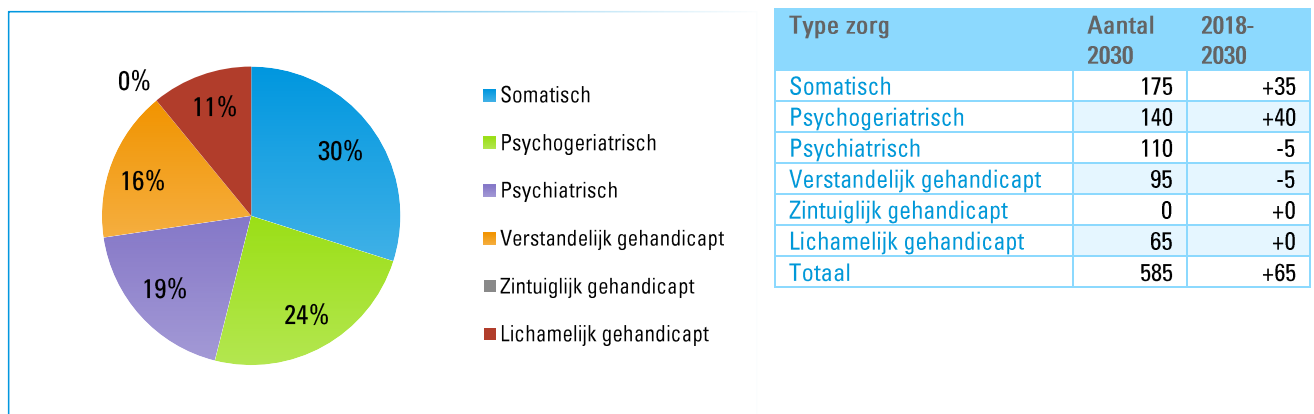 0%
11%
30%
16%
19%
24%
Somatisch
Psychogeriatrisch
Psychiatrisch
Verstandelijk gehandicapt
Zintuiglijk gehandicapt
Lichamelijk gehandicapt
Type zorg Aantal 2018-
2030 2030
Somatisch 175 +35
Psychogeriatrisch 140 +40
Psychiatrisch 110 -5
Verstandelijk gehandicapt 95 -5
Zintuiglijk gehandicapt 0 +0
Lichamelijk gehandicapt 65 +0
Totaal 585 +65